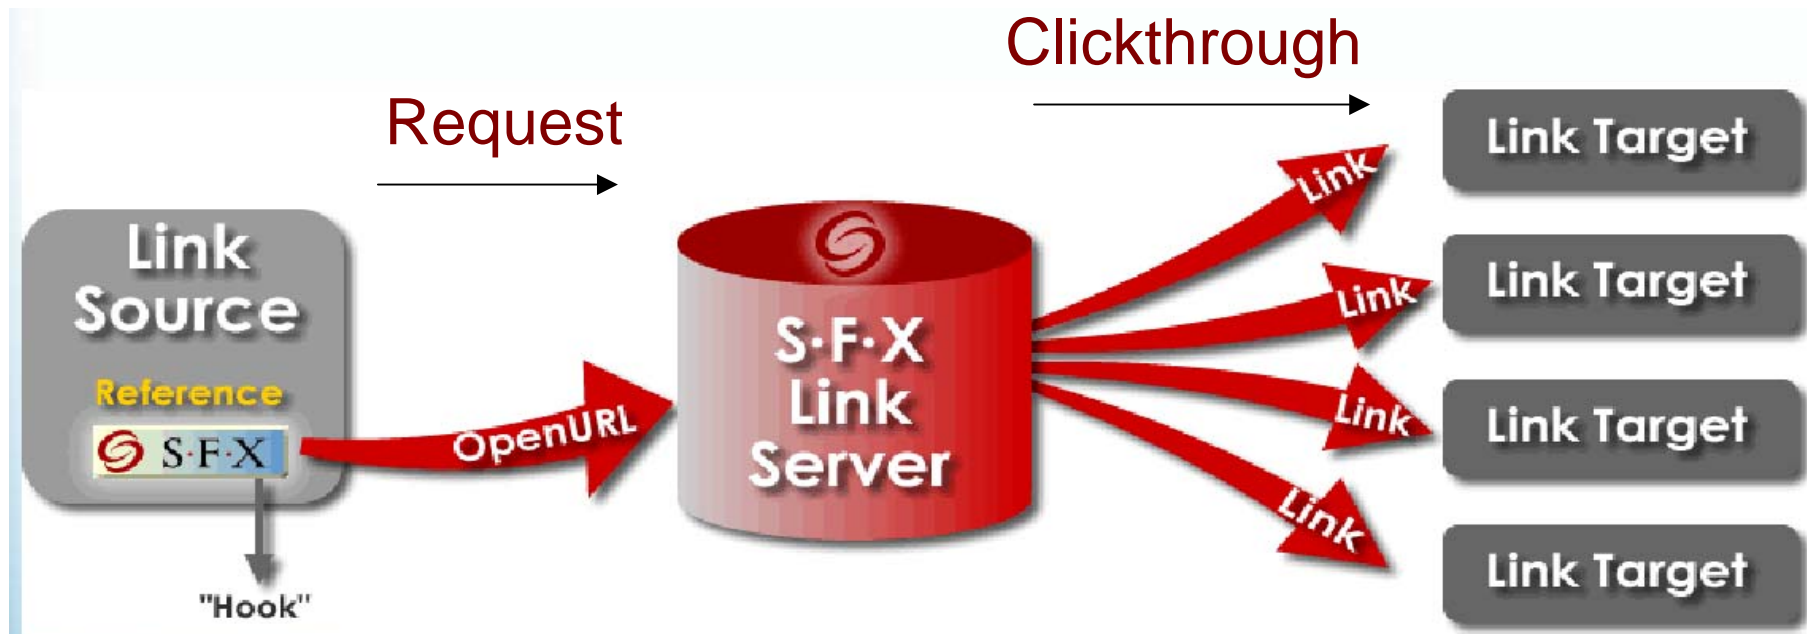 Clickthrough
Request
Link
Source
Reference
S·F·X
"Hook"
OpenURL
S·F·X
Link
Server
Link
Link
Link
Link
Link Target
Link Target
Link Target
Link Target